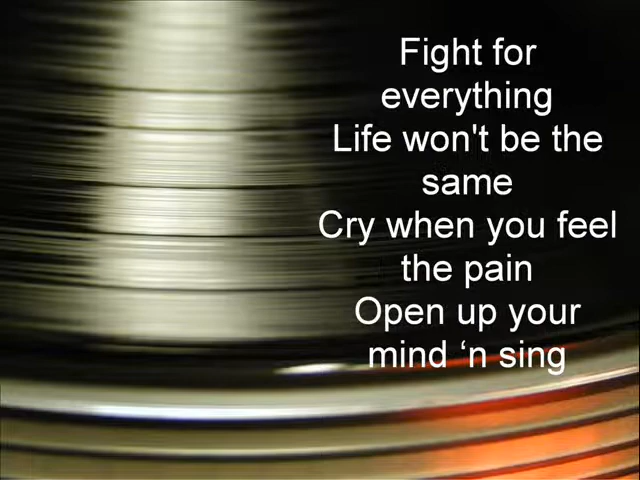 Fight for
everything
Life won't be the
same
Cry when you feel
the pain
Open up your
mind ‘n sing